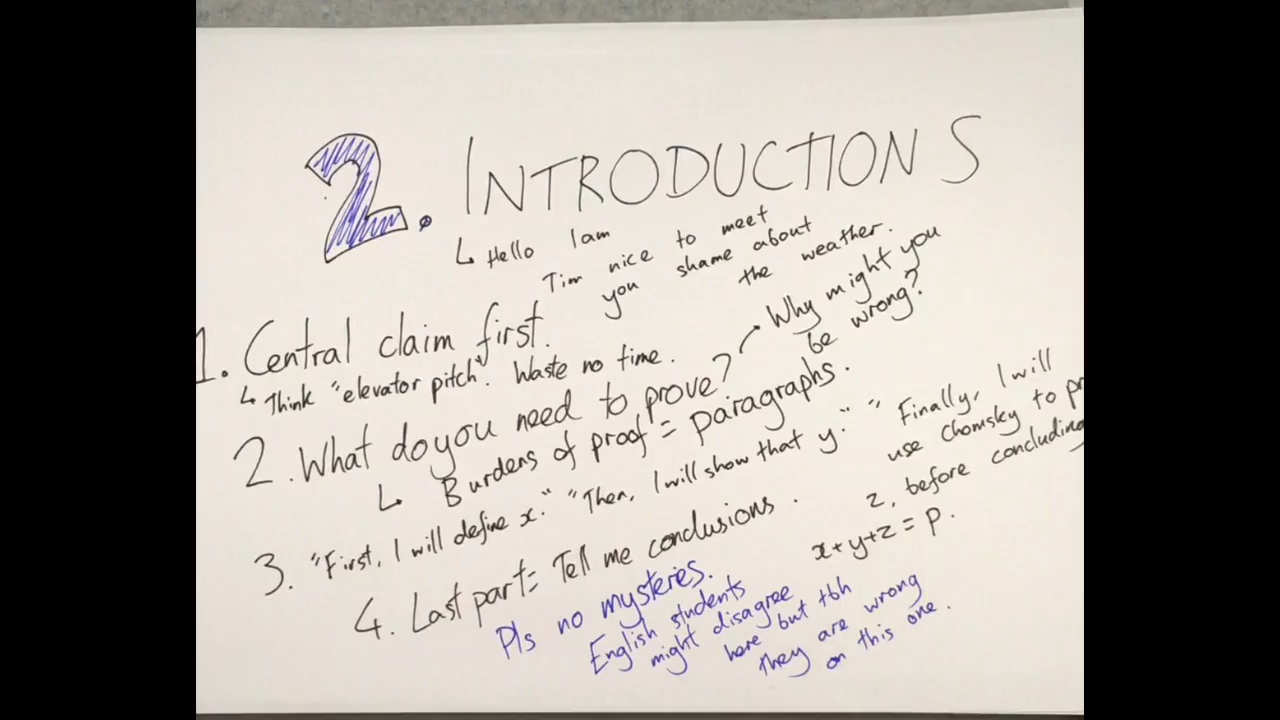 2. INTRODUCTIONS
↳ Hello I am
Tim nice to meet
you shame about
the weather.
1. Central claim first.
↳ Think "elevator pitch". Waste no time.
2. What do you need to prove?
Why might you
be wrong?
↳ Burdens of proof = paragraphs.
3. "First, I will define x." "Then, I will show that y." "Finally, I will
use Chomsky to
z, before concluding
x+y+z = p.
4. Last part = Tell me conclusions.
Pls no mysteries.
English students
might disagree
here but tbh
they are wrong
on this one.